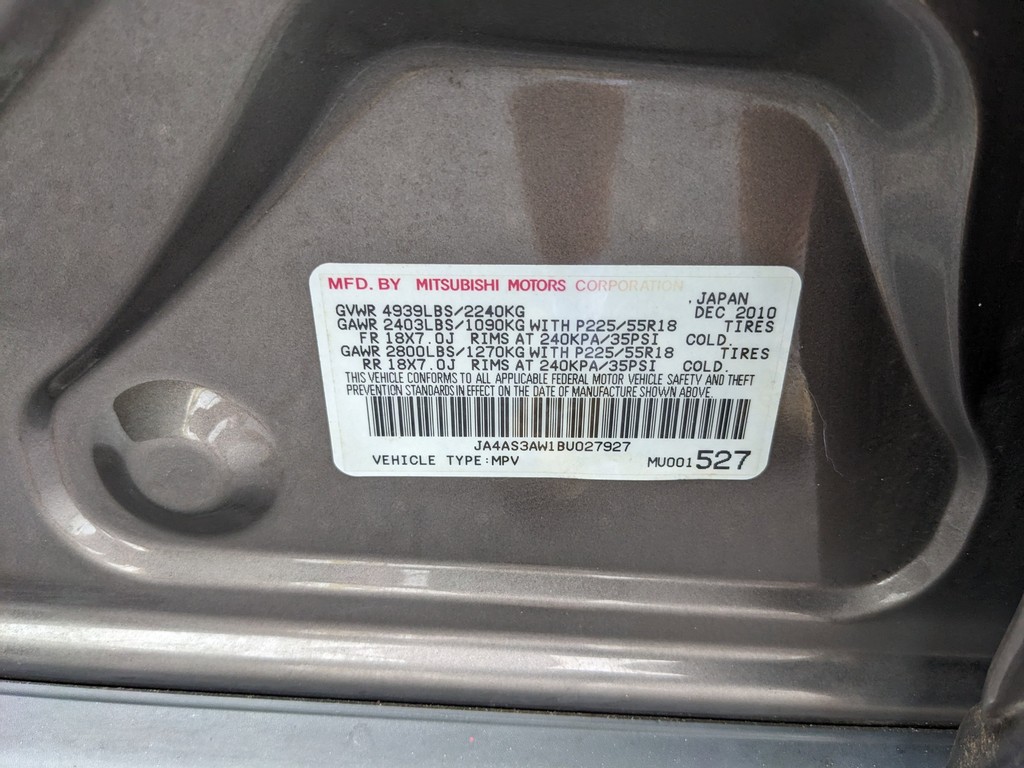 MFD. BY MITSUBISHI MOTORS CORPORATION
, JAPAN
GVWR 4939LBS/2240KG DEC 2010
GAWR 2403LBS/1090KG WITH P225/55R18 TIRES
FR 18X7.0J RIMS AT 240KPA/35PSI COLD.
GAWR 2800LBS/1270KG WITH P225/55R18 TIRES
RR 18X7.0J RIMS AT 240KPA/35PSI COLD.
THIS VEHICLE CONFORMS TO ALL APPLICABLE FEDERAL MOTOR VEHICLE SAFETY AND THEFT
PREVENTION STANDARDS IN EFFECT ON THE DATE OF MANUFACTURE SHOWN ABOVE.
JA4AS3AW1BU027927
VEHICLE TYPE:MPV MU001527